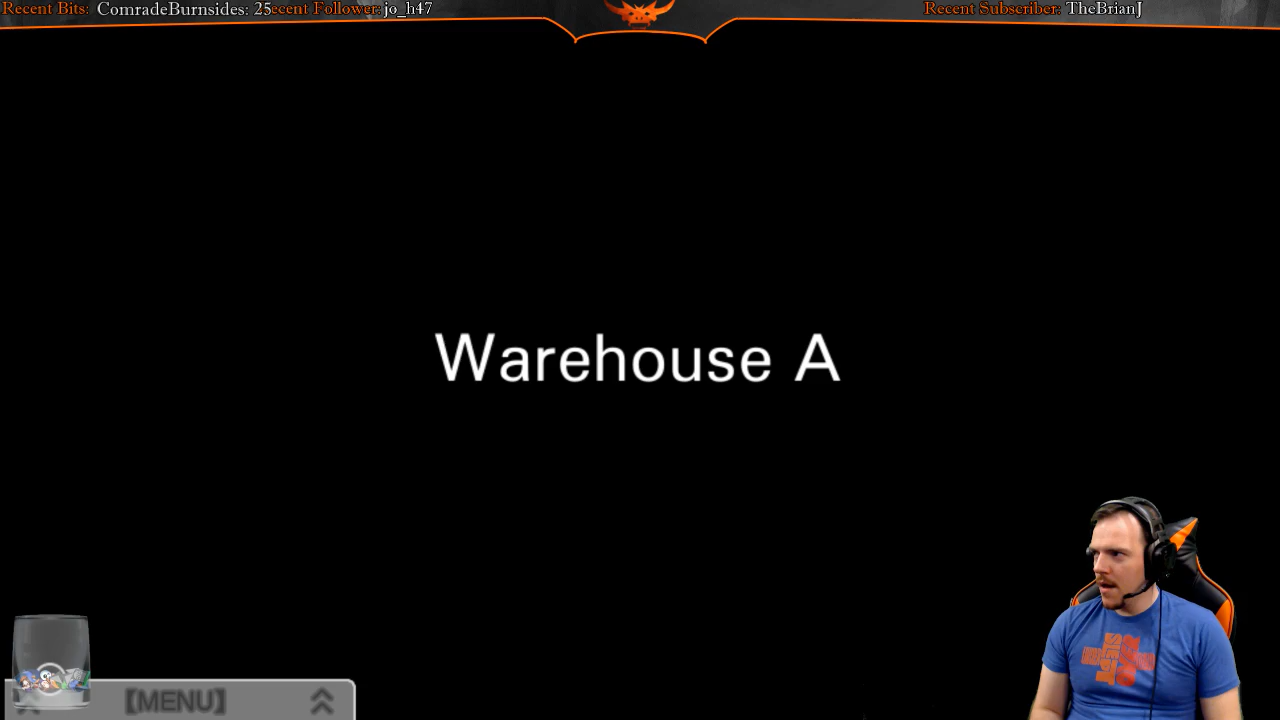 Recent Bits: ComradeBurnsides: 25ecent Follower: jo_h47
Recent Subscriber: TheBrianJ
Warehouse A
【MENU】